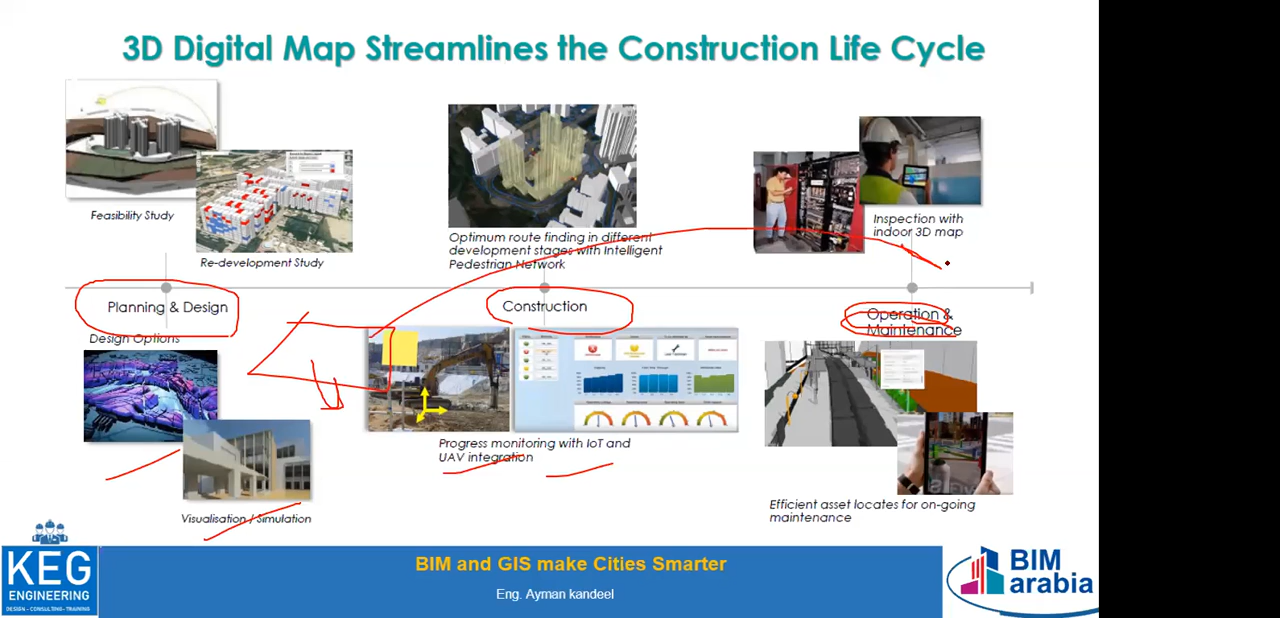 3D Digital Map Streamlines the Construction Life Cycle
Feasibility Study
Re-development Study
Optimum route finding in different
development stages with Intelligent
Pedestrian Network
Inspection with
indoor 3D map
Planning & Design
Construction
Operation &
Maintenance
Design Options
Visualisation / Simulation
Progress monitoring with IoT and
UAV integration
Efficient asset locates for on-going
maintenance
KEG
ENGINEERING
DESIGN - CONSULTING - TRAINING
BIM and GIS make Cities Smarter
Eng. Ayman kandeel
BIM
arabia